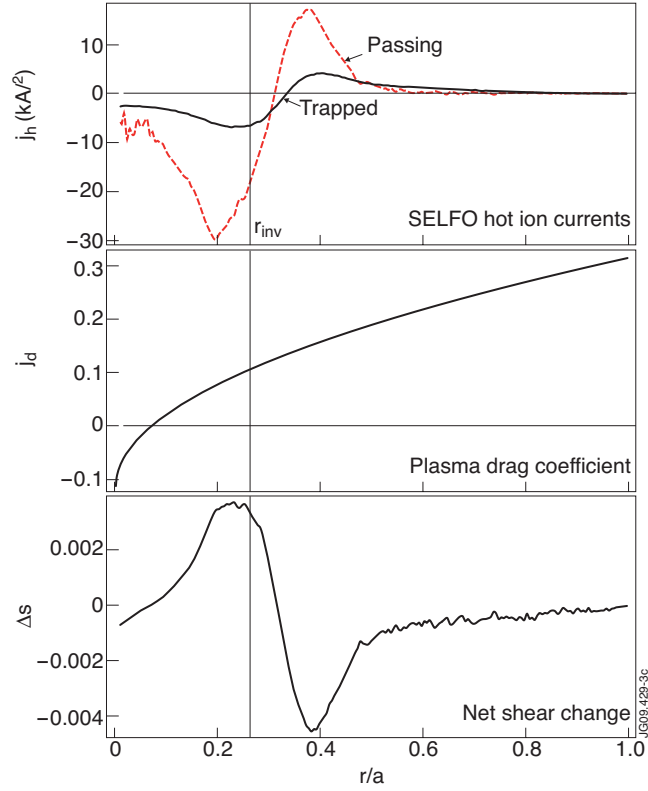 10
0
−10
−20
−30
j_h (kA/²)
Passing
Trapped
r_inv
SELFO hot ion currents
0.3
0.2
0.1
0
−0.1
j_d
Plasma drag coefficient
0.002
0
−0.002
−0.004
Δs
Net shear change
0
0.2
0.4
0.6
0.8
1.0
r/a
JG09.429-3c